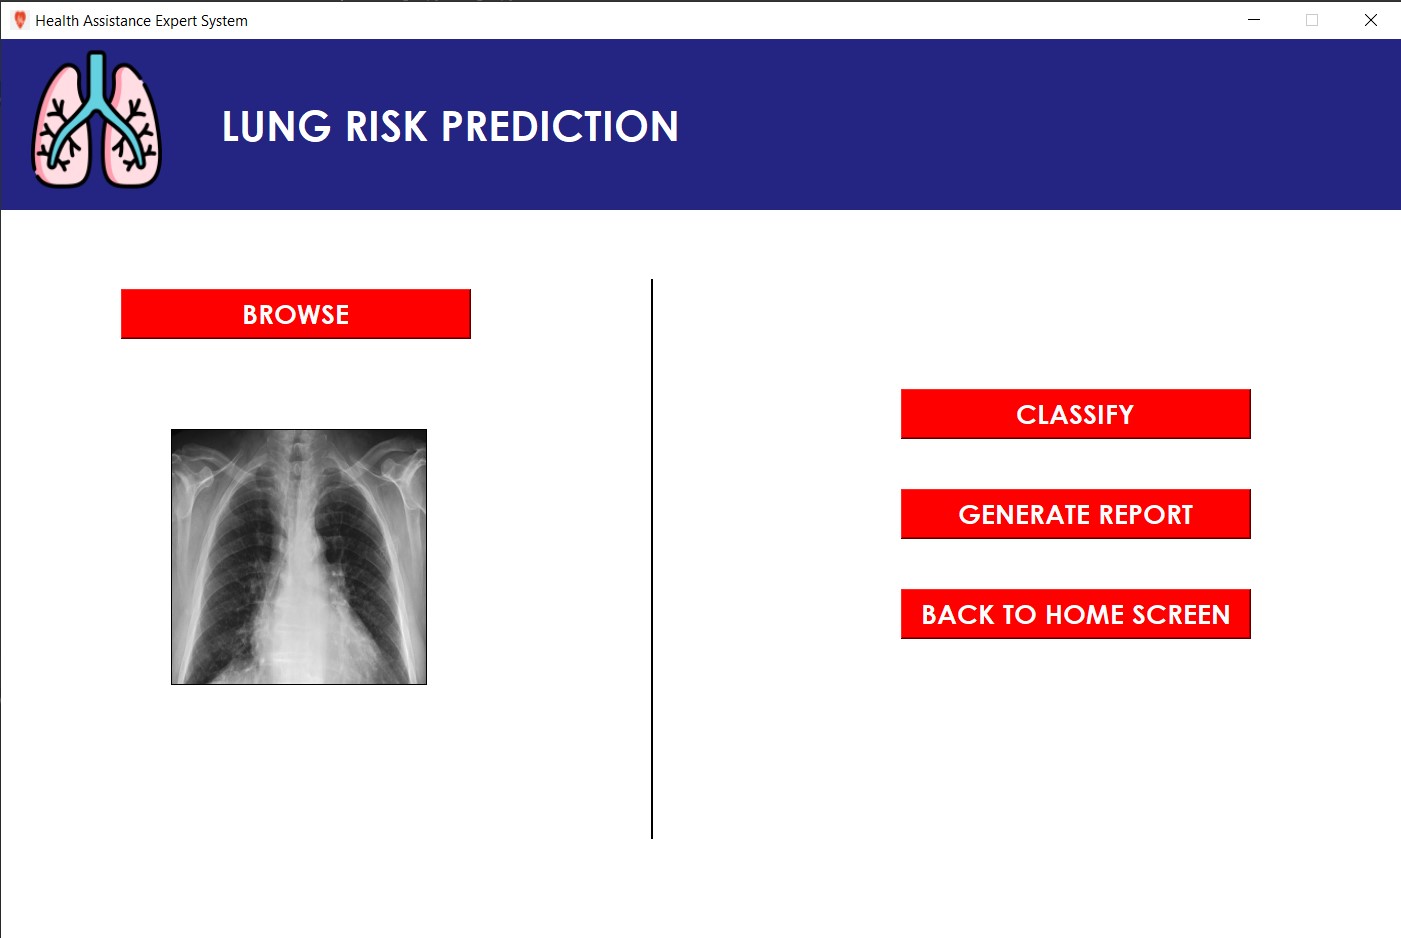 Health Assistance Expert System
LUNG RISK PREDICTION
BROWSE
CLASSIFY
GENERATE REPORT
BACK TO HOME SCREEN